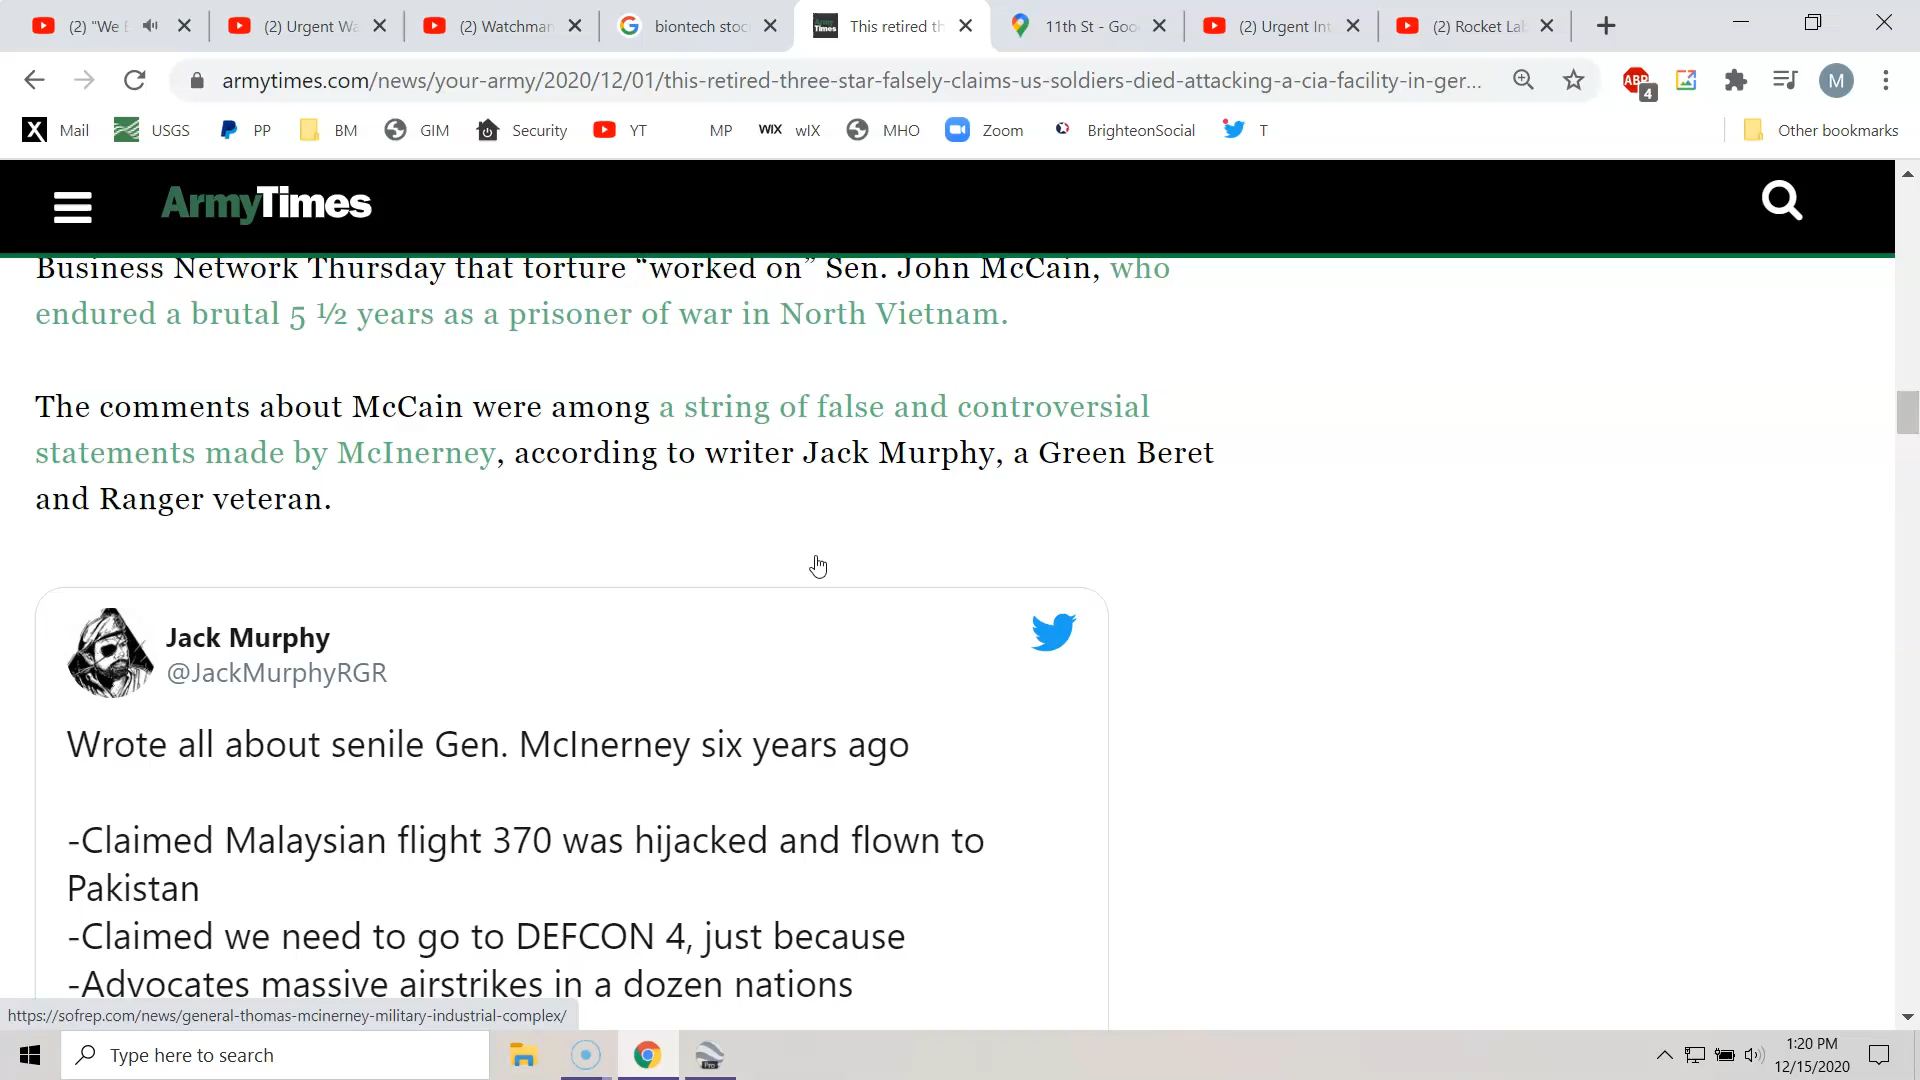 (2) "We
(2) Urgent Wa
(2) Watchman
biontech stoc
This retired th
11th St - Goo
(2) Urgent Int
(2) Rocket Lab
armytimes.com/news/your-army/2020/12/01/this-retired-three-star-falsely-claims-us-soldiers-died-attacking-a-cia-facility-in-ger...
ABP
4
M
X Mail
USGS
PP
BM
GIM
Security
YT
MP
WIX wIX
MHO
Zoom
BrighteonSocial
T
Other bookmarks
ArmyTimes
Business Network Thursday that torture “worked on” Sen. John McCain, who
endured a brutal 5 ½ years as a prisoner of war in North Vietnam.
The comments about McCain were among a string of false and controversial
statements made by McInerney, according to writer Jack Murphy, a Green Beret
and Ranger veteran.
Jack Murphy
@JackMurphyRGR
Wrote all about senile Gen. McInerney six years ago
-Claimed Malaysian flight 370 was hijacked and flown to
Pakistan
-Claimed we need to go to DEFCON 4, just because
-Advocates massive airstrikes in a dozen nations
https://sofrep.com/news/general-thomas-mcinerney-military-industrial-complex/
Type here to search
1:20 PM
12/15/2020